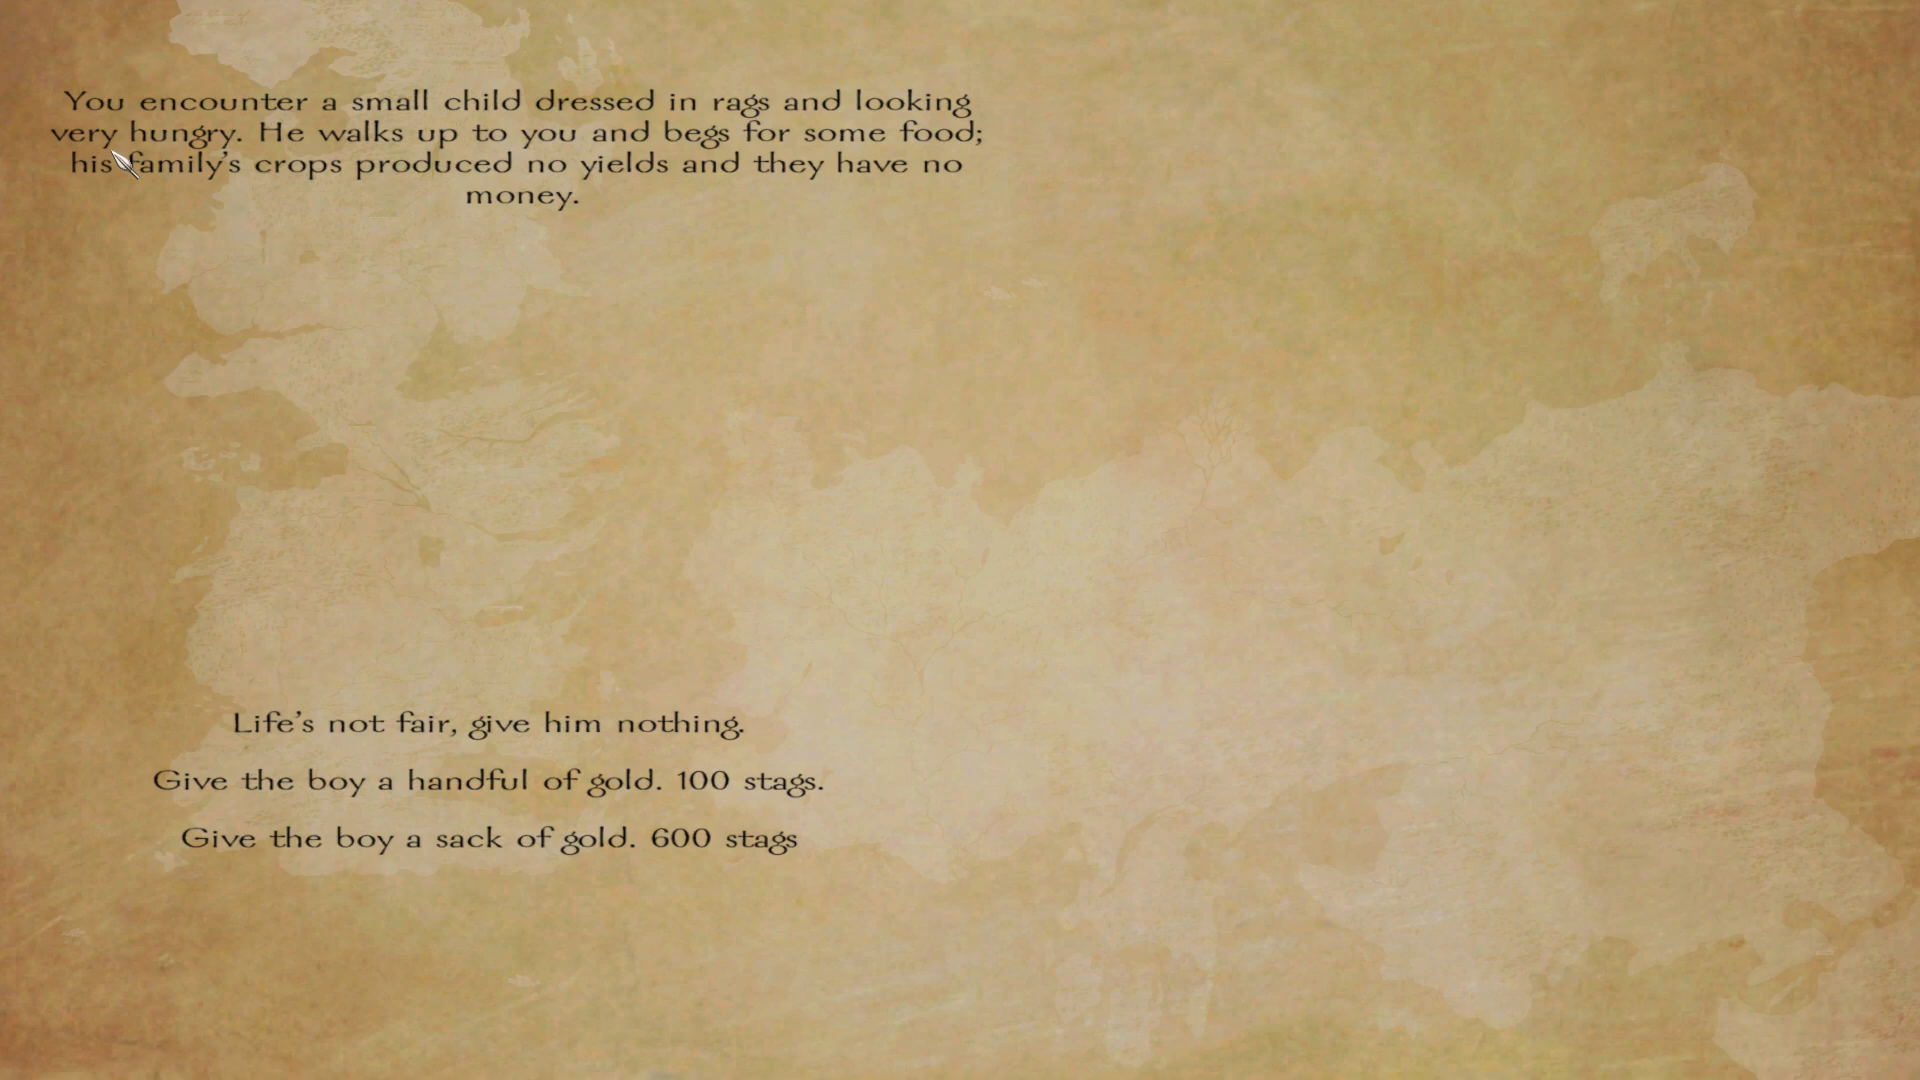 You encounter a small child dressed in rags and looking
very hungry. He walks up to you and begs for some food;
his family's crops produced no yields and they have no
money.
Life's not fair, give him nothing.
Give the boy a handful of gold. 100 stags.
Give the boy a sack of gold. 600 stags